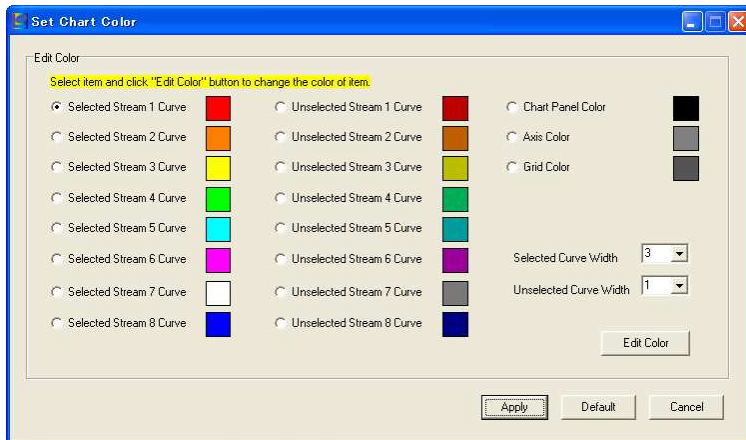 Set Chart Color
Edit Color
Select item and click "Edit Color" button to change the color of item.
Selected Stream 1 Curve Unselected Stream 1 Curve Chart Panel Color
Selected Stream 2 Curve Unselected Stream 2 Curve Axis Color
Selected Stream 3 Curve Unselected Stream 3 Curve Grid Color
Selected Stream 4 Curve Unselected Stream 4 Curve
Selected Stream 5 Curve Unselected Stream 5 Curve
Selected Stream 6 Curve Unselected Stream 6 Curve Selected Curve Width 3
Selected Stream 7 Curve Unselected Stream 7 Curve Unselected Curve Width 1
Selected Stream 8 Curve Unselected Stream 8 Curve
Edit Color
Apply Default Cancel